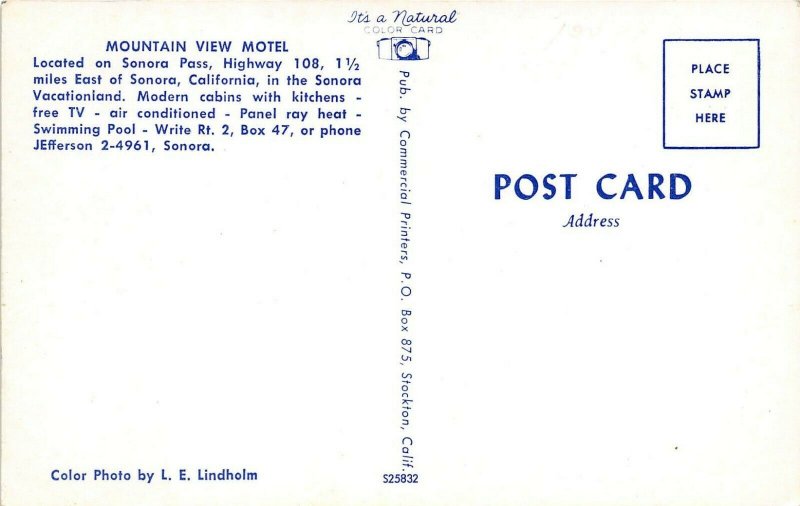 It's a Natural
COLOR CARD
MOUNTAIN VIEW MOTEL
Located on Sonora Pass, Highway 108, 1½
miles East of Sonora, California, in the Sonora
Vacationland. Modern cabins with kitchens -
free TV - air conditioned - Panel ray heat -
Swimming Pool - Write Rt. 2, Box 47, or phone
JEfferson 2-4961, Sonora.
Color Photo by L. E. Lindholm
Pub. by Commercial Printers, P.O. Box 875, Stockton, Calif.
S25832
PLACE
STAMP
HERE
POST CARD
Address